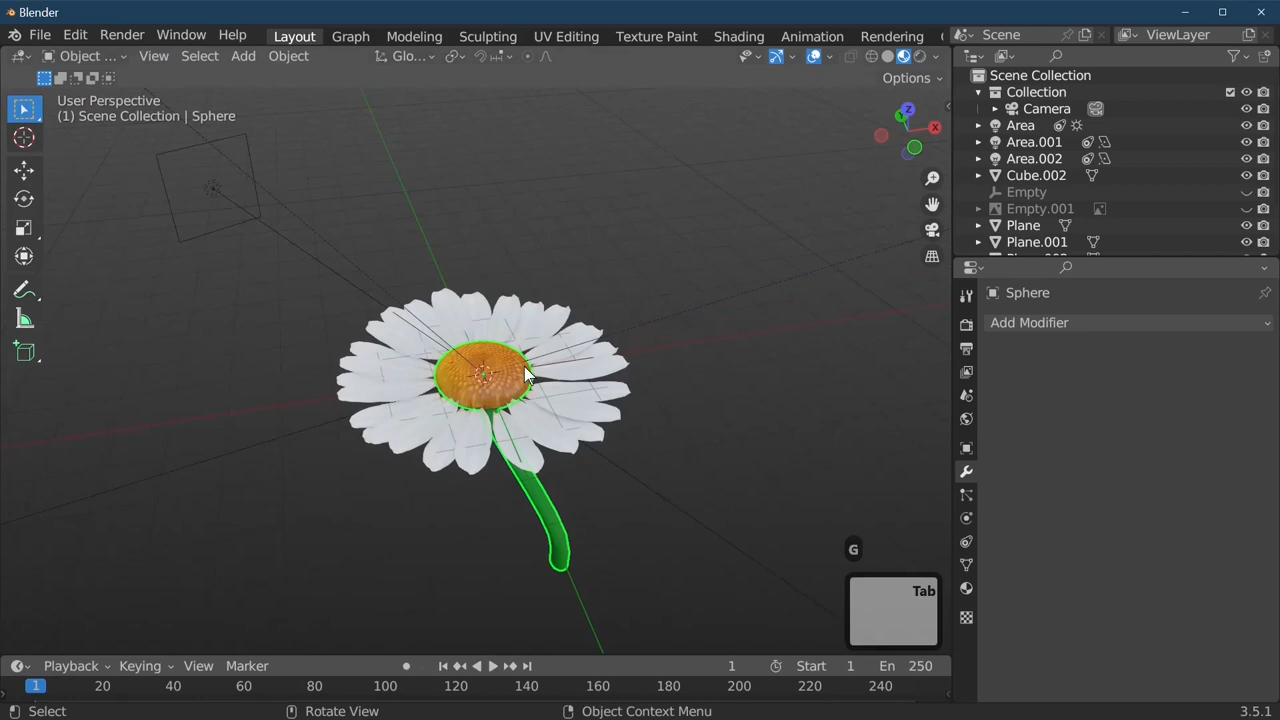 Blender
File Edit Render Window Help Layout Graph Modeling Sculpting UV Editing Texture Paint Shading Animation Rendering Scene ViewLayer
Object ... View Select Add Object Glo...
Options
User Perspective
(1) Scene Collection | Sphere
Z
Y
X
Scene Collection
Collection
Camera
Area
Area.001
Area.002
Cube.002
Empty
Empty.001
Plane
Plane.001
Sphere
Add Modifier
G
Tab
Playback Keying View Marker 1 Start 1 En 250
1 20 40 60 80 100 120 140 160 180 200 220 240
Select Rotate View Object Context Menu 3.5.1